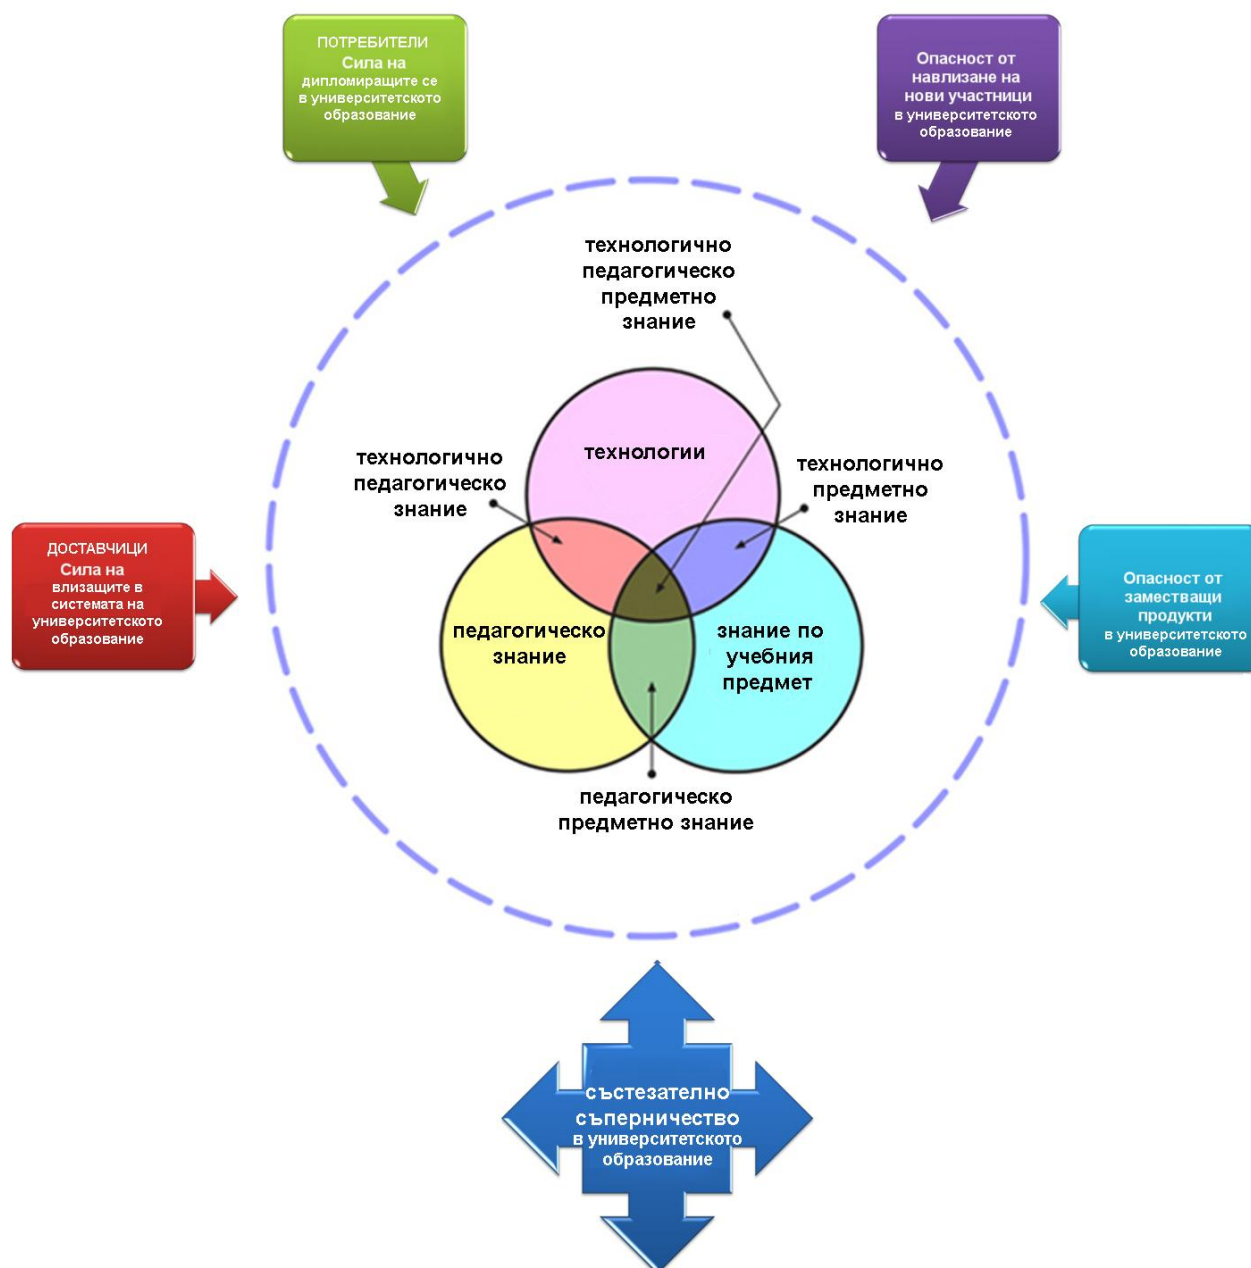 ПОТРЕБИТЕЛИ
Сила на
дипломиращите се
в университетското
образование
Опасност от
навлизане на
нови участници
в университетското
образование
технологично
педагогическо
предметно
знание
технологично
педагогическо
знание
технологии
технологично
предметно
знание
ДОСТАВЧИЦИ
Сила на
влизащите в
системата на
университетското
образование
Опасност от
заместващи
продукти
в университетското
образование
педагогическо
знание
знание по
учебния
предмет
педагогическо
предметно знание
състезателно
съперничество
в университетското
образование